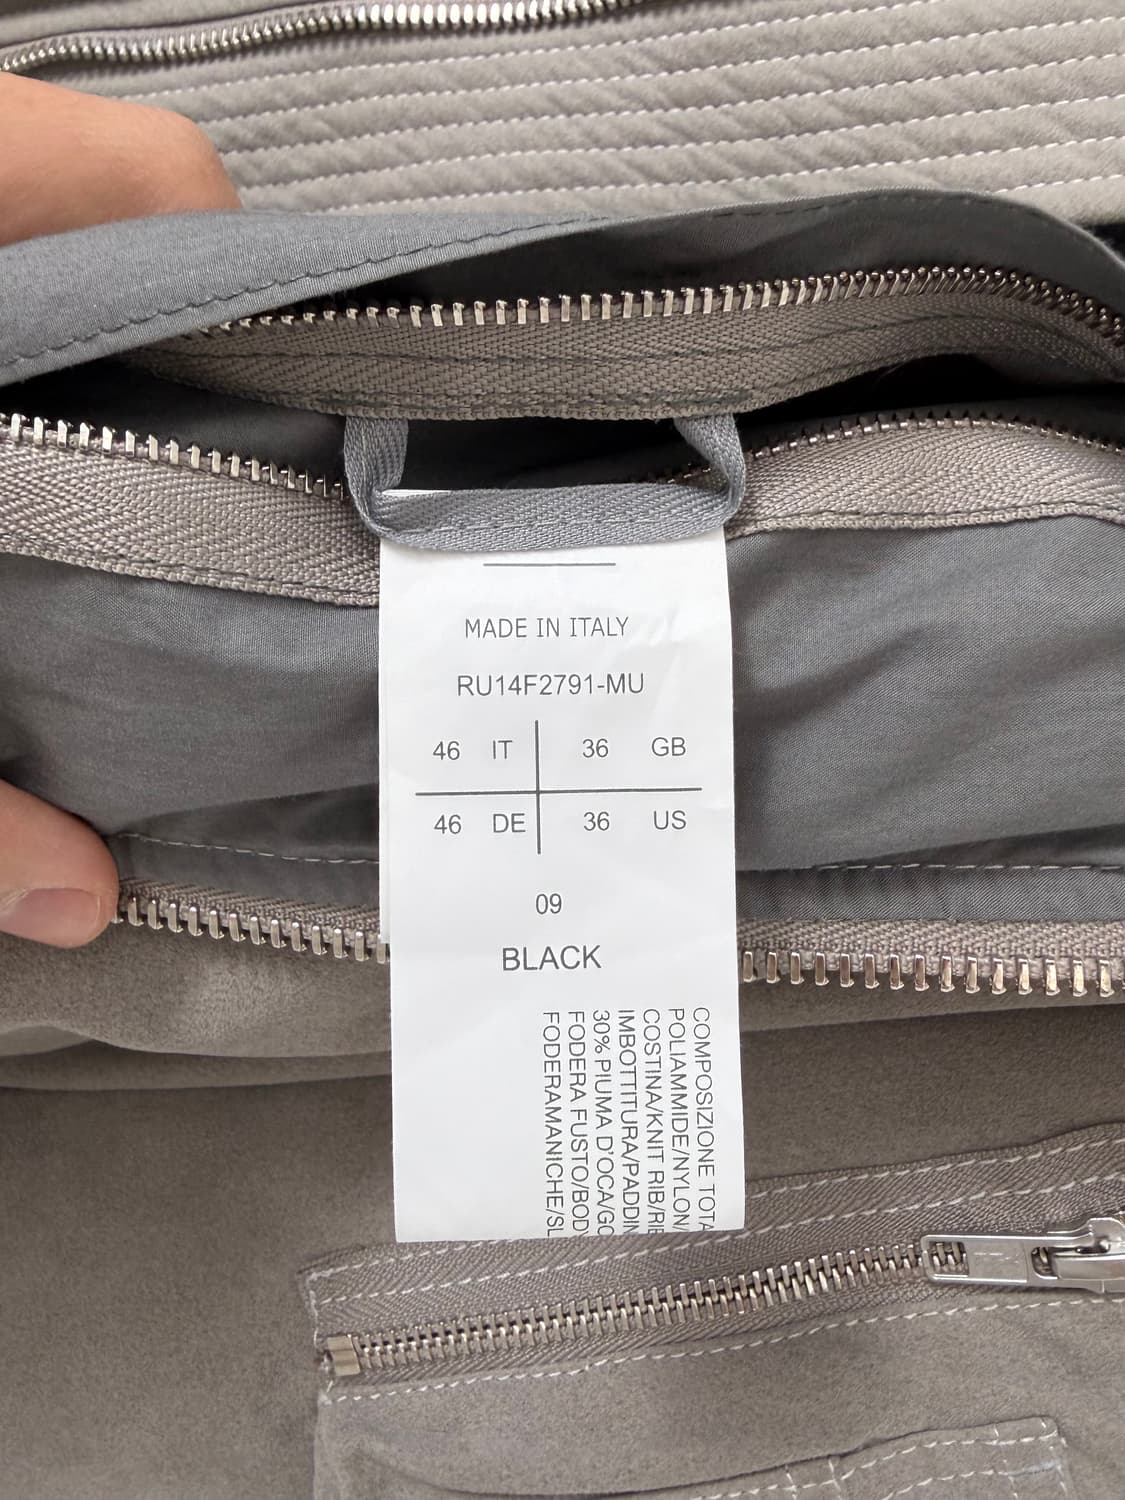 MADE IN ITALY
RU14F2791-MU
46 IT 36 GB
46 DE 36 US
09
BLACK
COMPOSIZIONE TOTA
POLIAMMIDE/NYLON/
COSTINA/KNIT RIB/RI
IMBOTTITURA/PADDIN
30% PIUMA D'OCA/GO
FODERA FUSTO/BODY
FODERAMANICHE/SL